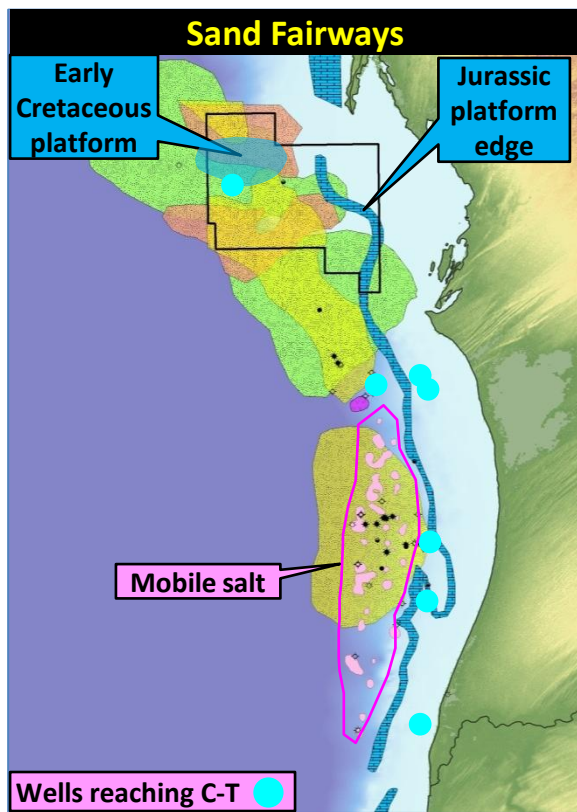 Sand Fairways
Early
Cretaceous
platform
Jurassic
platform
edge
Mobile salt
Wells reaching C-T